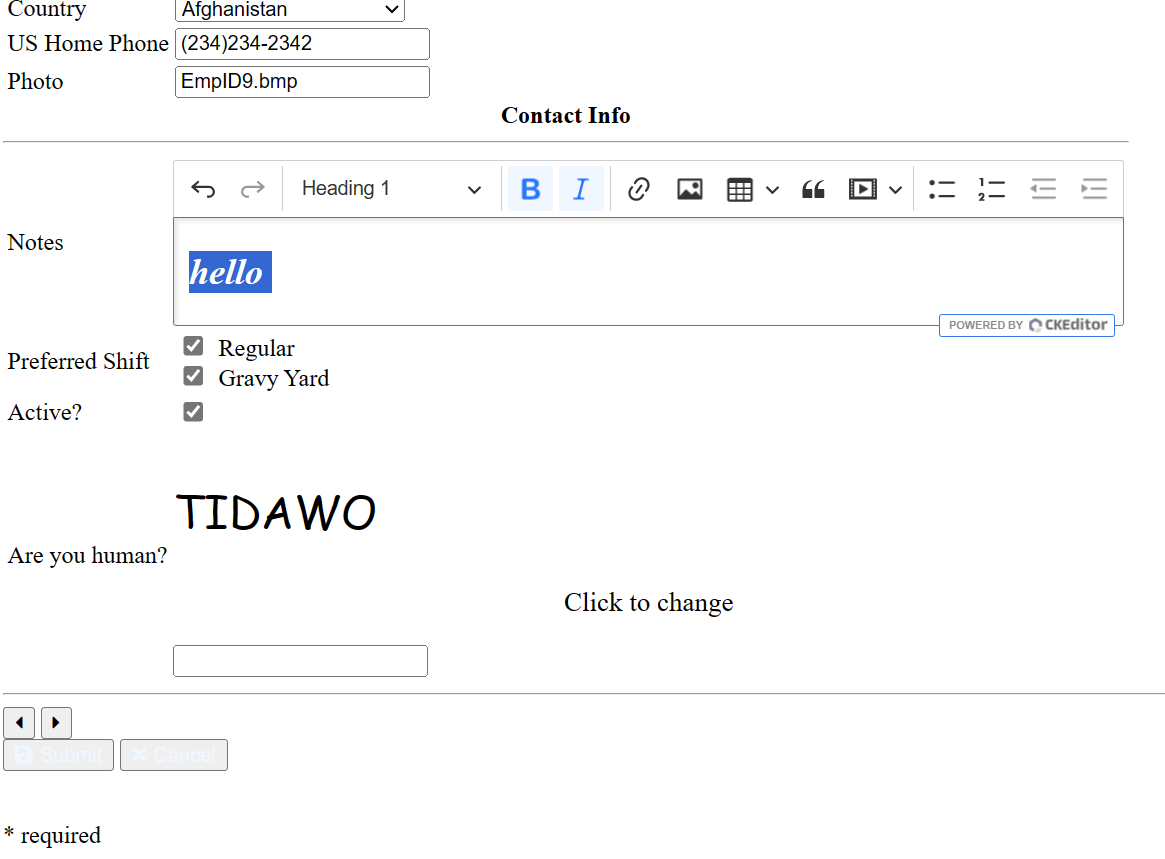 Country Afghanistan
US Home Phone (234)234-2342
Photo EmpID9.bmp
Contact Info
Heading 1 B I
Notes
hello
POWERED BY CKEditor
Preferred Shift
Regular
Gravy Yard
Active?
TIDAWO
Are you human?
Click to change
Submit Cancel
* required